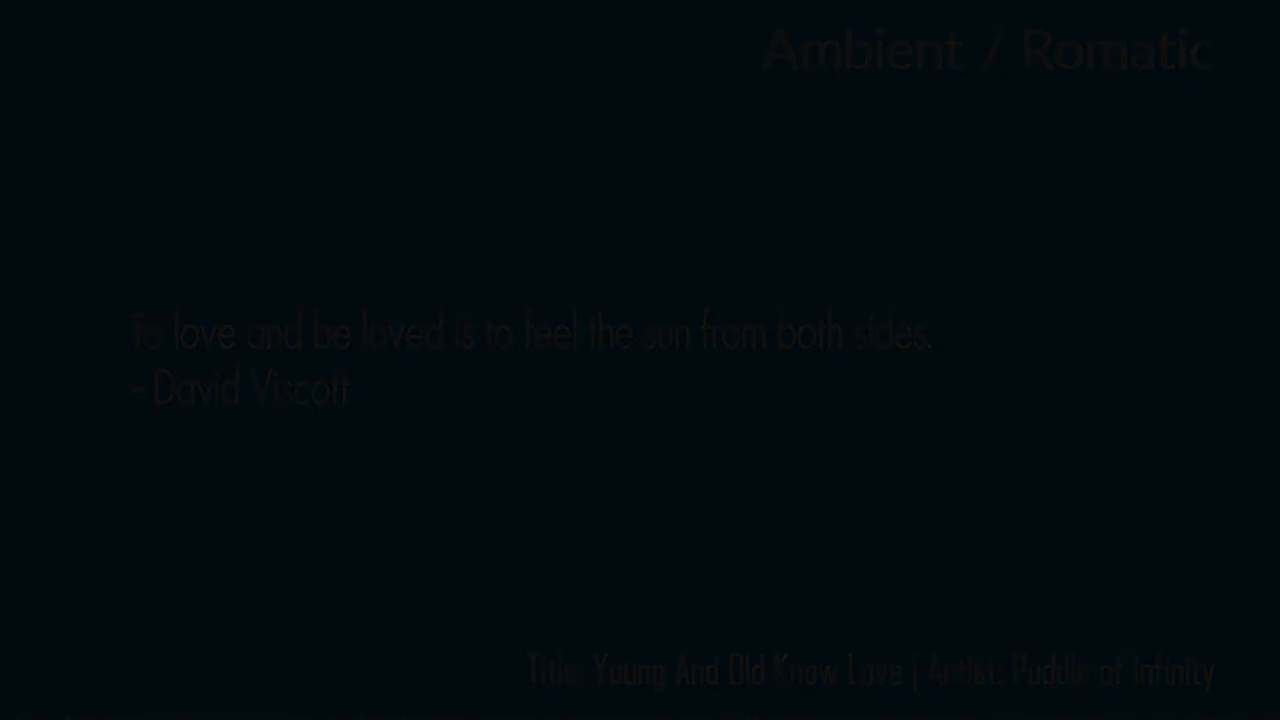 Ambient / Romatic
To love and be loved is to feel the sun from both sides.
- David Viscott
Title: Young And Old Know Love | Artist: Puddle of Infinity